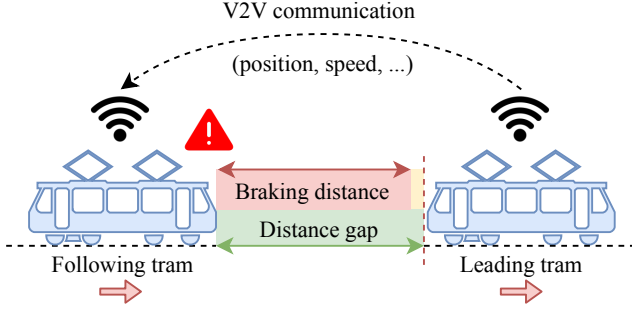 V2V communication
(position, speed, ...)
Braking distance
Distance gap
Following tram
Leading tram